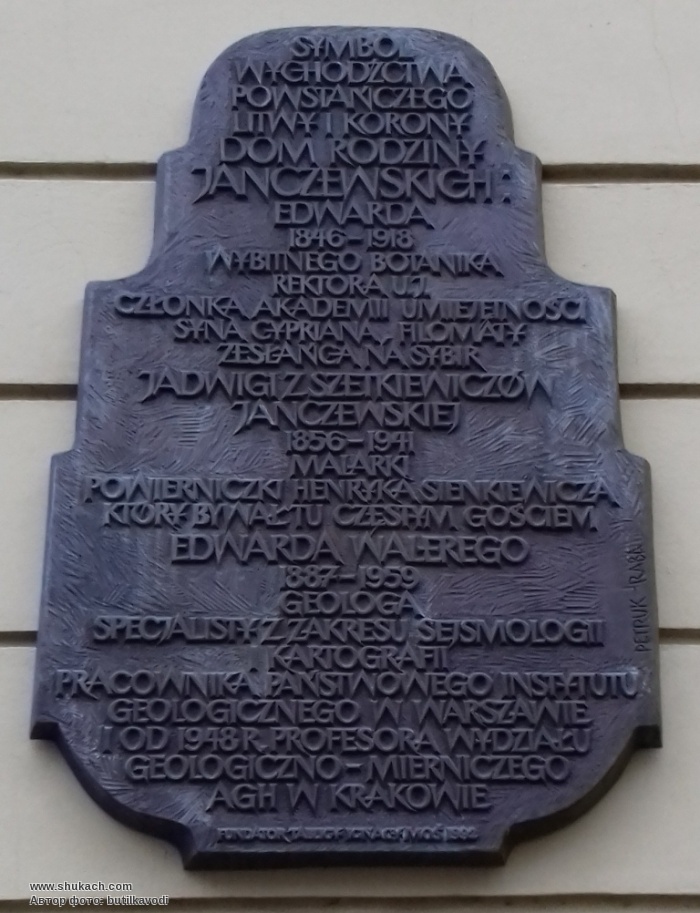 SYMBOL
WYCHODŹCTWA
POWSTAŃCZEGO
LITWY I KORONY
DOM RODZINY
JANCZEWSKICH:
EDWARDA
1846-1918
WYBITNEGO BOTANIKA
REKTORA U.J.
CZŁONKA AKADEMII UMIEJĘTNOŚCI
SYNA CYPRIANA, FILOMATY
ZESŁAŃCA NA SYBIR
JADWIGI Z SZETKIEWICZÓW
JANCZEWSKIEJ
1856-1941
MALARKI
POWIERNICZKI HENRYKA SIENKIEWICZA
KTÓRY BYWAŁ TU CZĘSTYM GOŚCIEM
EDWARDA WALEREGO
1887-1959
GEOLOGA
SPECJALISTY Z ZAKRESU SEJSMOLOGII
I KARTOGRAFII
PRACOWNIKA PAŃSTWOWEGO INSTYTUTU
GEOLOGICZNEGO W WARSZAWIE
I OD 1948 R. PROFESORA WYDZIAŁU
GEOLOGICZNO-MIERNICZEGO
AGH W KRAKOWIE
FUNDATOR
PETRUK-RABA
www.shukach.com
Автор фото: butilkavodi